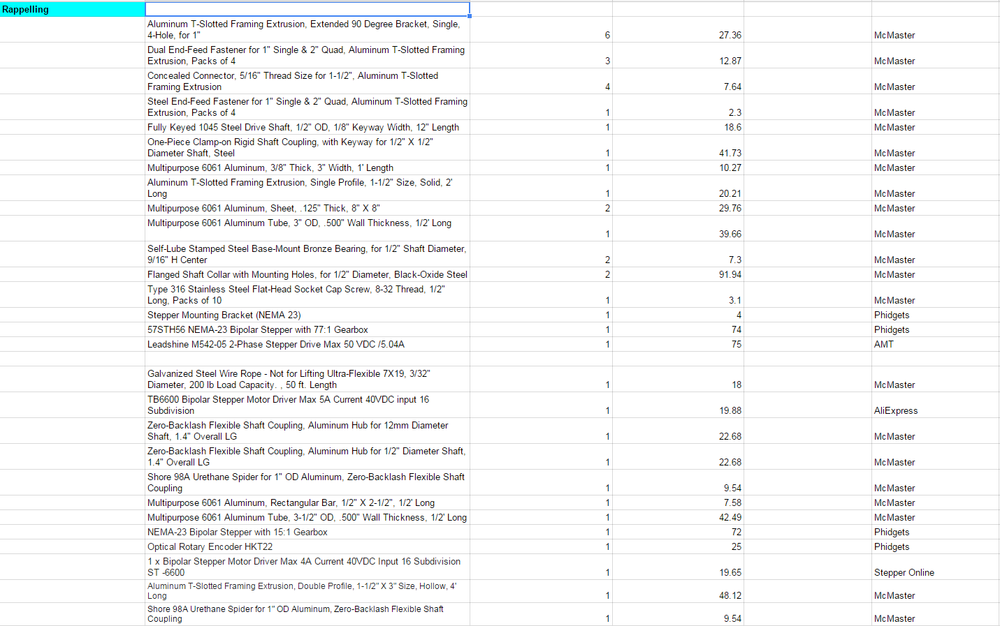 Rappelling
Aluminum T-Slotted Framing Extrusion, Extended 90 Degree Bracket, Single,
4-Hole, for 1" 6 27.36 McMaster
Dual End-Feed Fastener for 1" Single & 2" Quad, Aluminum T-Slotted Framing
Extrusion, Packs of 4 3 12.87 McMaster
Concealed Connector, 5/16" Thread Size for 1-1/2", Aluminum T-Slotted
Framing Extrusion 4 7.64 McMaster
Steel End-Feed Fastener for 1" Single & 2" Quad, Aluminum T-Slotted Framing
Extrusion, Packs of 4 1 2.3 McMaster
Fully Keyed 1045 Steel Drive Shaft, 1/2" OD, 1/8" Keyway Width, 12" Length 1 18.6 McMaster
One-Piece Clamp-on Rigid Shaft Coupling, with Keyway for 1/2" X 1/2"
Diameter Shaft, Steel 1 41.73 McMaster
Multipurpose 6061 Aluminum, 3/8" Thick, 3" Width, 1' Length 1 10.27 McMaster
Aluminum T-Slotted Framing Extrusion, Single Profile, 1-1/2" Size, Solid, 2'
Long 1 20.21 McMaster
Multipurpose 6061 Aluminum, Sheet, .125" Thick, 8" X 8" 2 29.76 McMaster
Multipurpose 6061 Aluminum Tube, 3" OD, .500" Wall Thickness, 1/2' Long
1 39.66 McMaster
Self-Lube Stamped Steel Base-Mount Bronze Bearing, for 1/2" Shaft Diameter,
9/16" H Center 2 7.3 McMaster
Flanged Shaft Collar with Mounting Holes, for 1/2" Diameter, Black-Oxide Steel 2 91.94 McMaster
Type 316 Stainless Steel Flat-Head Socket Cap Screw, 8-32 Thread, 1/2"
Long, Packs of 10 1 3.1 McMaster
Stepper Mounting Bracket (NEMA 23) 1 4 Phidgets
57STH56 NEMA-23 Bipolar Stepper with 77:1 Gearbox 1 74 Phidgets
Leadshine M542-05 2-Phase Stepper Drive Max 50 VDC /5.04A 1 75 AMT
Galvanized Steel Wire Rope - Not for Lifting Ultra-Flexible 7X19, 3/32"
Diameter, 200 lb Load Capacity. , 50 ft. Length 1 18 McMaster
TB6600 Bipolar Stepper Motor Driver Max 5A Current 40VDC input 16
Subdivision 1 19.88 AliExpress
Zero-Backlash Flexible Shaft Coupling, Aluminum Hub for 12mm Diameter
Shaft, 1.4" Overall LG 1 22.68 McMaster
Zero-Backlash Flexible Shaft Coupling, Aluminum Hub for 1/2" Diameter Shaft,
1.4" Overall LG 1 22.68 McMaster
Shore 98A Urethane Spider for 1" OD Aluminum, Zero-Backlash Flexible Shaft
Coupling 1 9.54 McMaster
Multipurpose 6061 Aluminum, Rectangular Bar, 1/2" X 2-1/2", 1/2' Long 1 7.58 McMaster
Multipurpose 6061 Aluminum Tube, 3-1/2" OD, .500" Wall Thickness, 1/2' Long 1 42.49 McMaster
NEMA-23 Bipolar Stepper with 15:1 Gearbox 1 72 Phidgets
Optical Rotary Encoder HKT22 1 25 Phidgets
1 x Bipolar Stepper Motor Driver Max 4A Current 40VDC Input 16 Subdivision
ST -6600 1 19.65 Stepper Online
Aluminum T-Slotted Framing Extrusion, Double Profile, 1-1/2" X 3" Size, Hollow, 4'
Long 1 48.12 McMaster
Shore 98A Urethane Spider for 1" OD Aluminum, Zero-Backlash Flexible Shaft
Coupling 1 9.54 McMaster